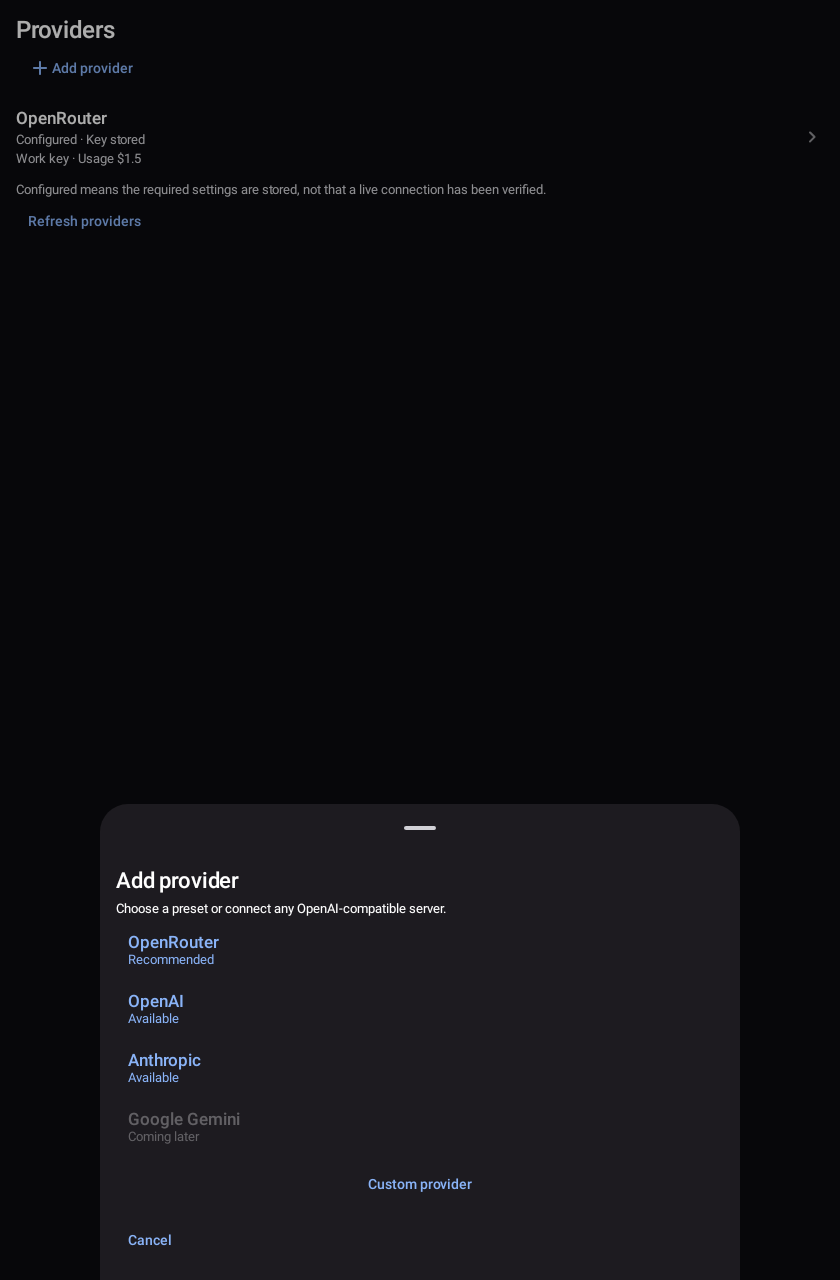 Providers
Add provider
OpenRouter
Configured · Key stored
Work key · Usage $1.5
Configured means the required settings are stored, not that a live connection has been verified.
Refresh providers
Add provider
Choose a preset or connect any OpenAI-compatible server.
OpenRouter
Recommended
OpenAI
Available
Anthropic
Available
Google Gemini
Coming later
Custom provider
Cancel